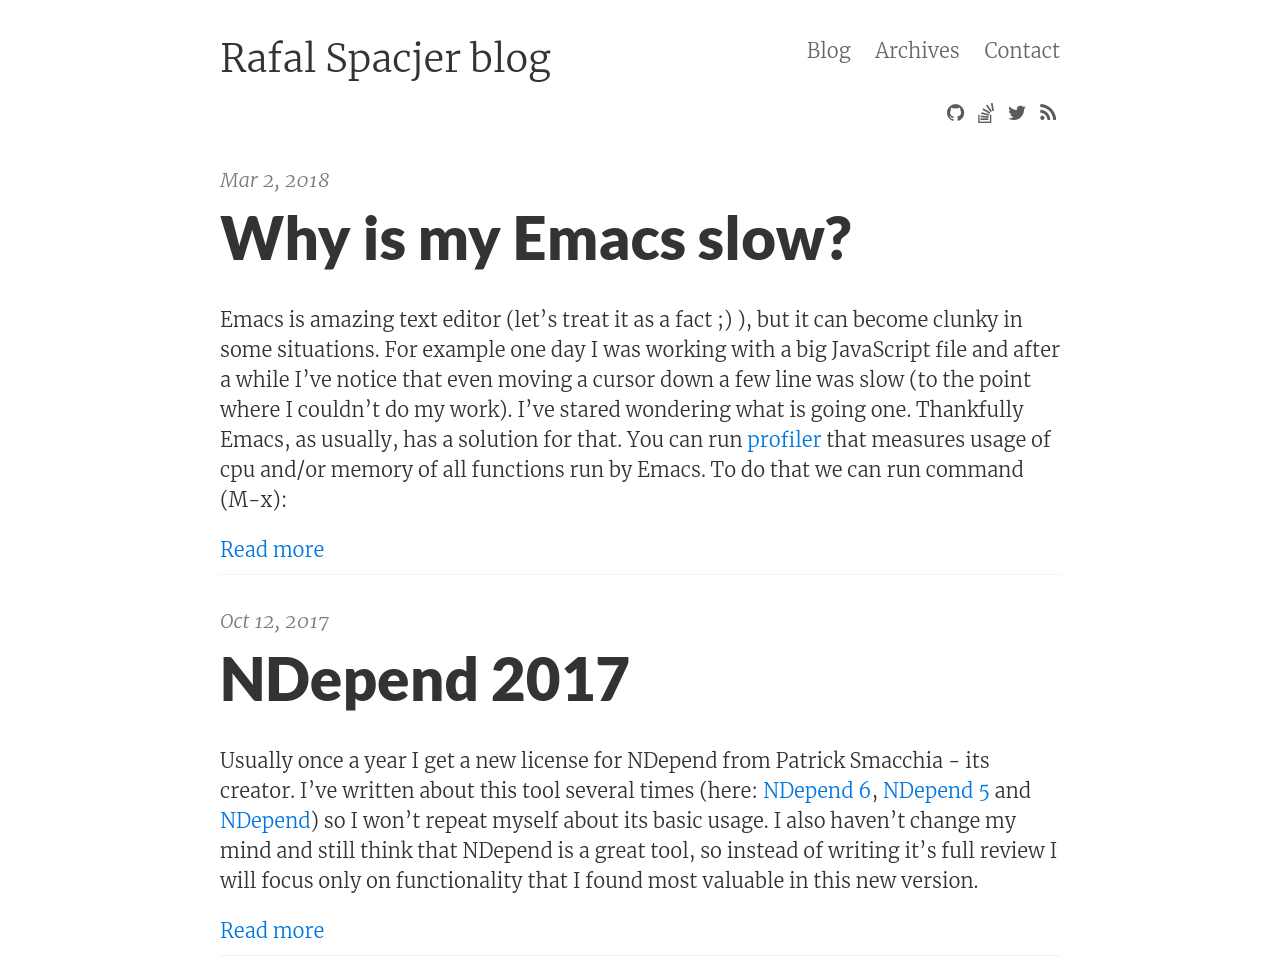 Rafal Spacjer blog
Blog Archives Contact
Mar 2, 2018
Why is my Emacs slow?
Emacs is amazing text editor (let’s treat it as a fact ;) ), but it can become clunky in
some situations. For example one day I was working with a big JavaScript file and after
a while I’ve notice that even moving a cursor down a few line was slow (to the point
where I couldn’t do my work). I’ve stared wondering what is going one. Thankfully
Emacs, as usually, has a solution for that. You can run profiler that measures usage of
cpu and/or memory of all functions run by Emacs. To do that we can run command
(M-x):
Read more
Oct 12, 2017
NDepend 2017
Usually once a year I get a new license for NDepend from Patrick Smacchia - its
creator. I’ve written about this tool several times (here: NDepend 6, NDepend 5 and
NDepend) so I won’t repeat myself about its basic usage. I also haven’t change my
mind and still think that NDepend is a great tool, so instead of writing it’s full review I
will focus only on functionality that I found most valuable in this new version.
Read more